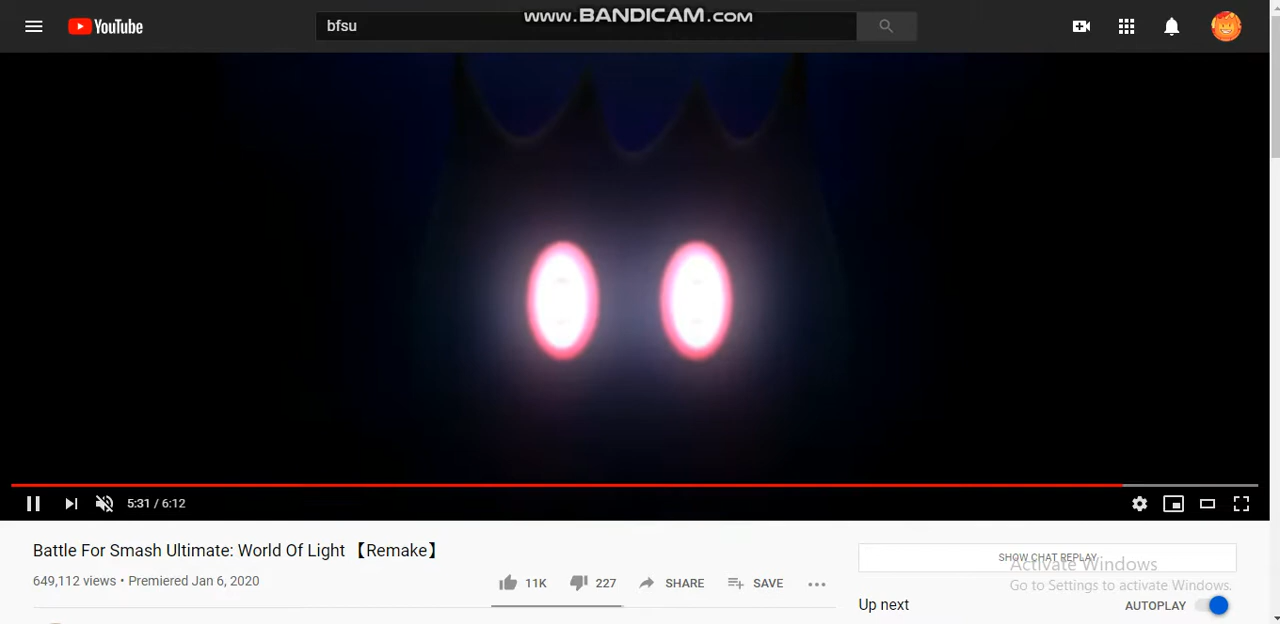 www.BANDICAM.com
YouTube
bfsu
5:31 / 6:12
Battle For Smash Ultimate: World Of Light 【Remake】
649,112 views • Premiered Jan 6, 2020
11K
227
SHARE
SAVE
SHOW CHAT REPLAY
Activate Windows
Go to Settings to activate Windows.
Up next
AUTOPLAY